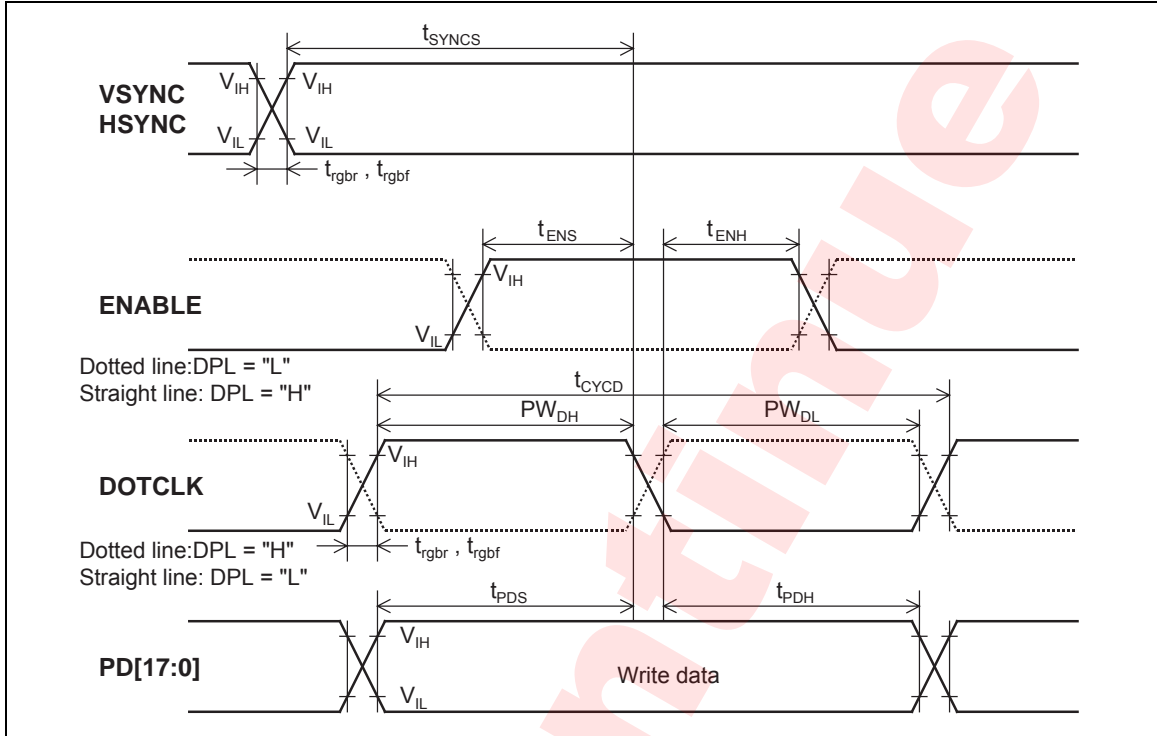 tSYNCS
VSYNC
HSYNC
VIH
VIH
VIL
VIL
trgbr , trgbf
tENS
tENH
ENABLE
VIH
VIL
Dotted line:DPL = "L"
Straight line: DPL = "H"
tCYCD
PWDH
PWDL
DOTCLK
VIH
VIL
Dotted line:DPL = "H"
Straight line: DPL = "L"
trgbr , trgbf
tPDS
tPDH
PD[17:0]
VIH
VIL
Write data
ntinue